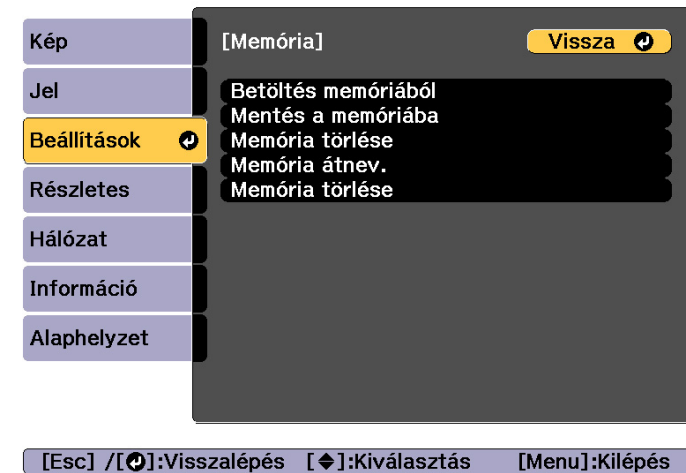 Kép
Jel
Beállítások
Részletes
Hálózat
Információ
Alaphelyzet
[Memória]
Vissza
Betöltés memóriából
Mentés a memóriába
Memória törlése
Memória átnev.
Memória törlése
[Esc] /[ ]:Visszalépés [ ]:Kiválasztás [Menu]:Kilépés